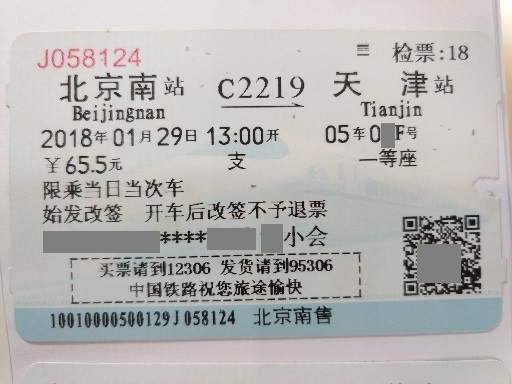 J058124 检票:18
北京南站 C2219 天津站
Beijingnan Tianjin
2018年01月29日 13:00开 05车0 F号
￥65.5元 支 一等座
限乘当日当次车
始发改签 开车后改签不予退票
**** 小会
买票请到12306 发货请到95306
中国铁路祝您旅途愉快
10010000500129J058124 北京南售